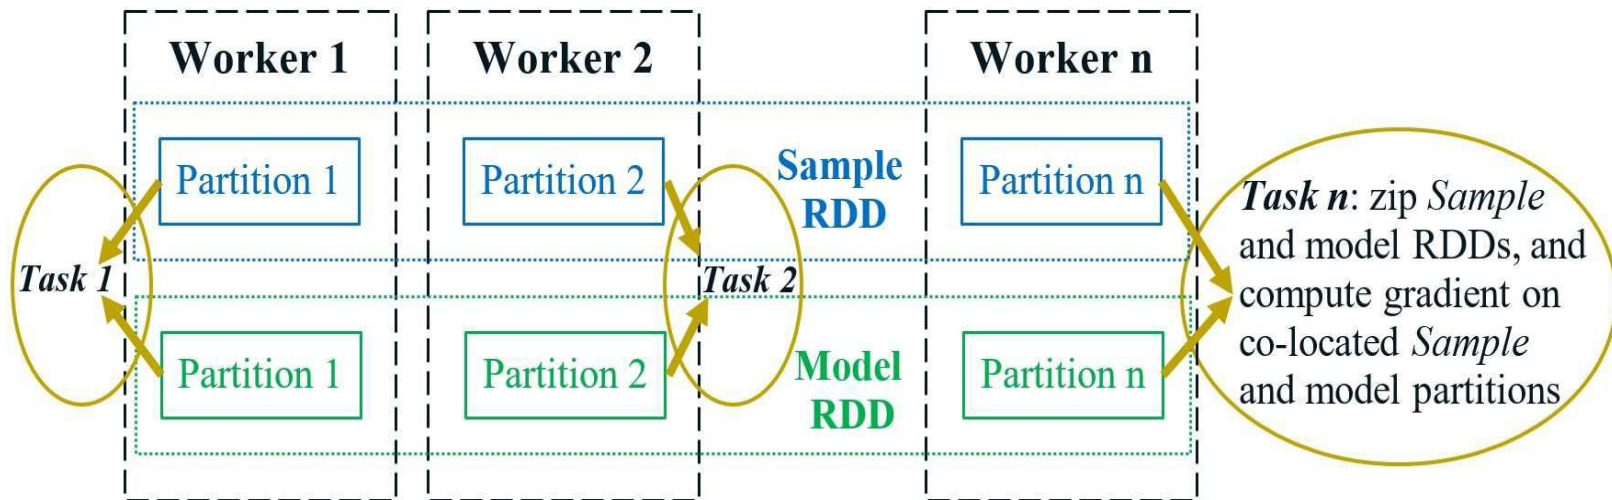 Worker 1
Worker 2
Worker n
Partition 1
Partition 2
Sample
RDD
Partition n
Task 1
Task 2
Task n: zip Sample
and model RDDs, and
compute gradient on
co-located Sample
and model partitions
Partition 1
Partition 2
Model
RDD
Partition n